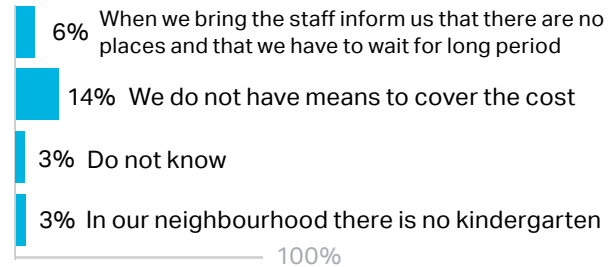 6% When we bring the staff inform us that there are no
places and that we have to wait for long period
14% We do not have means to cover the cost
3% Do not know
3% In our neighbourhood there is no kindergarten
100%